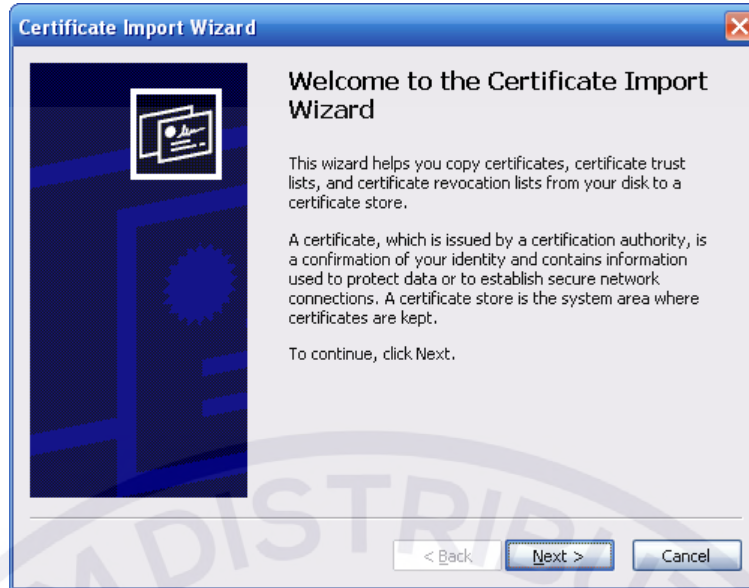 Certificate Import Wizard
Welcome to the Certificate Import
Wizard
This wizard helps you copy certificates, certificate trust
lists, and certificate revocation lists from your disk to a
certificate store.
A certificate, which is issued by a certification authority, is
a confirmation of your identity and contains information
used to protect data or to establish secure network
connections. A certificate store is the system area where
certificates are kept.
To continue, click Next.
< Back
Next >
Cancel